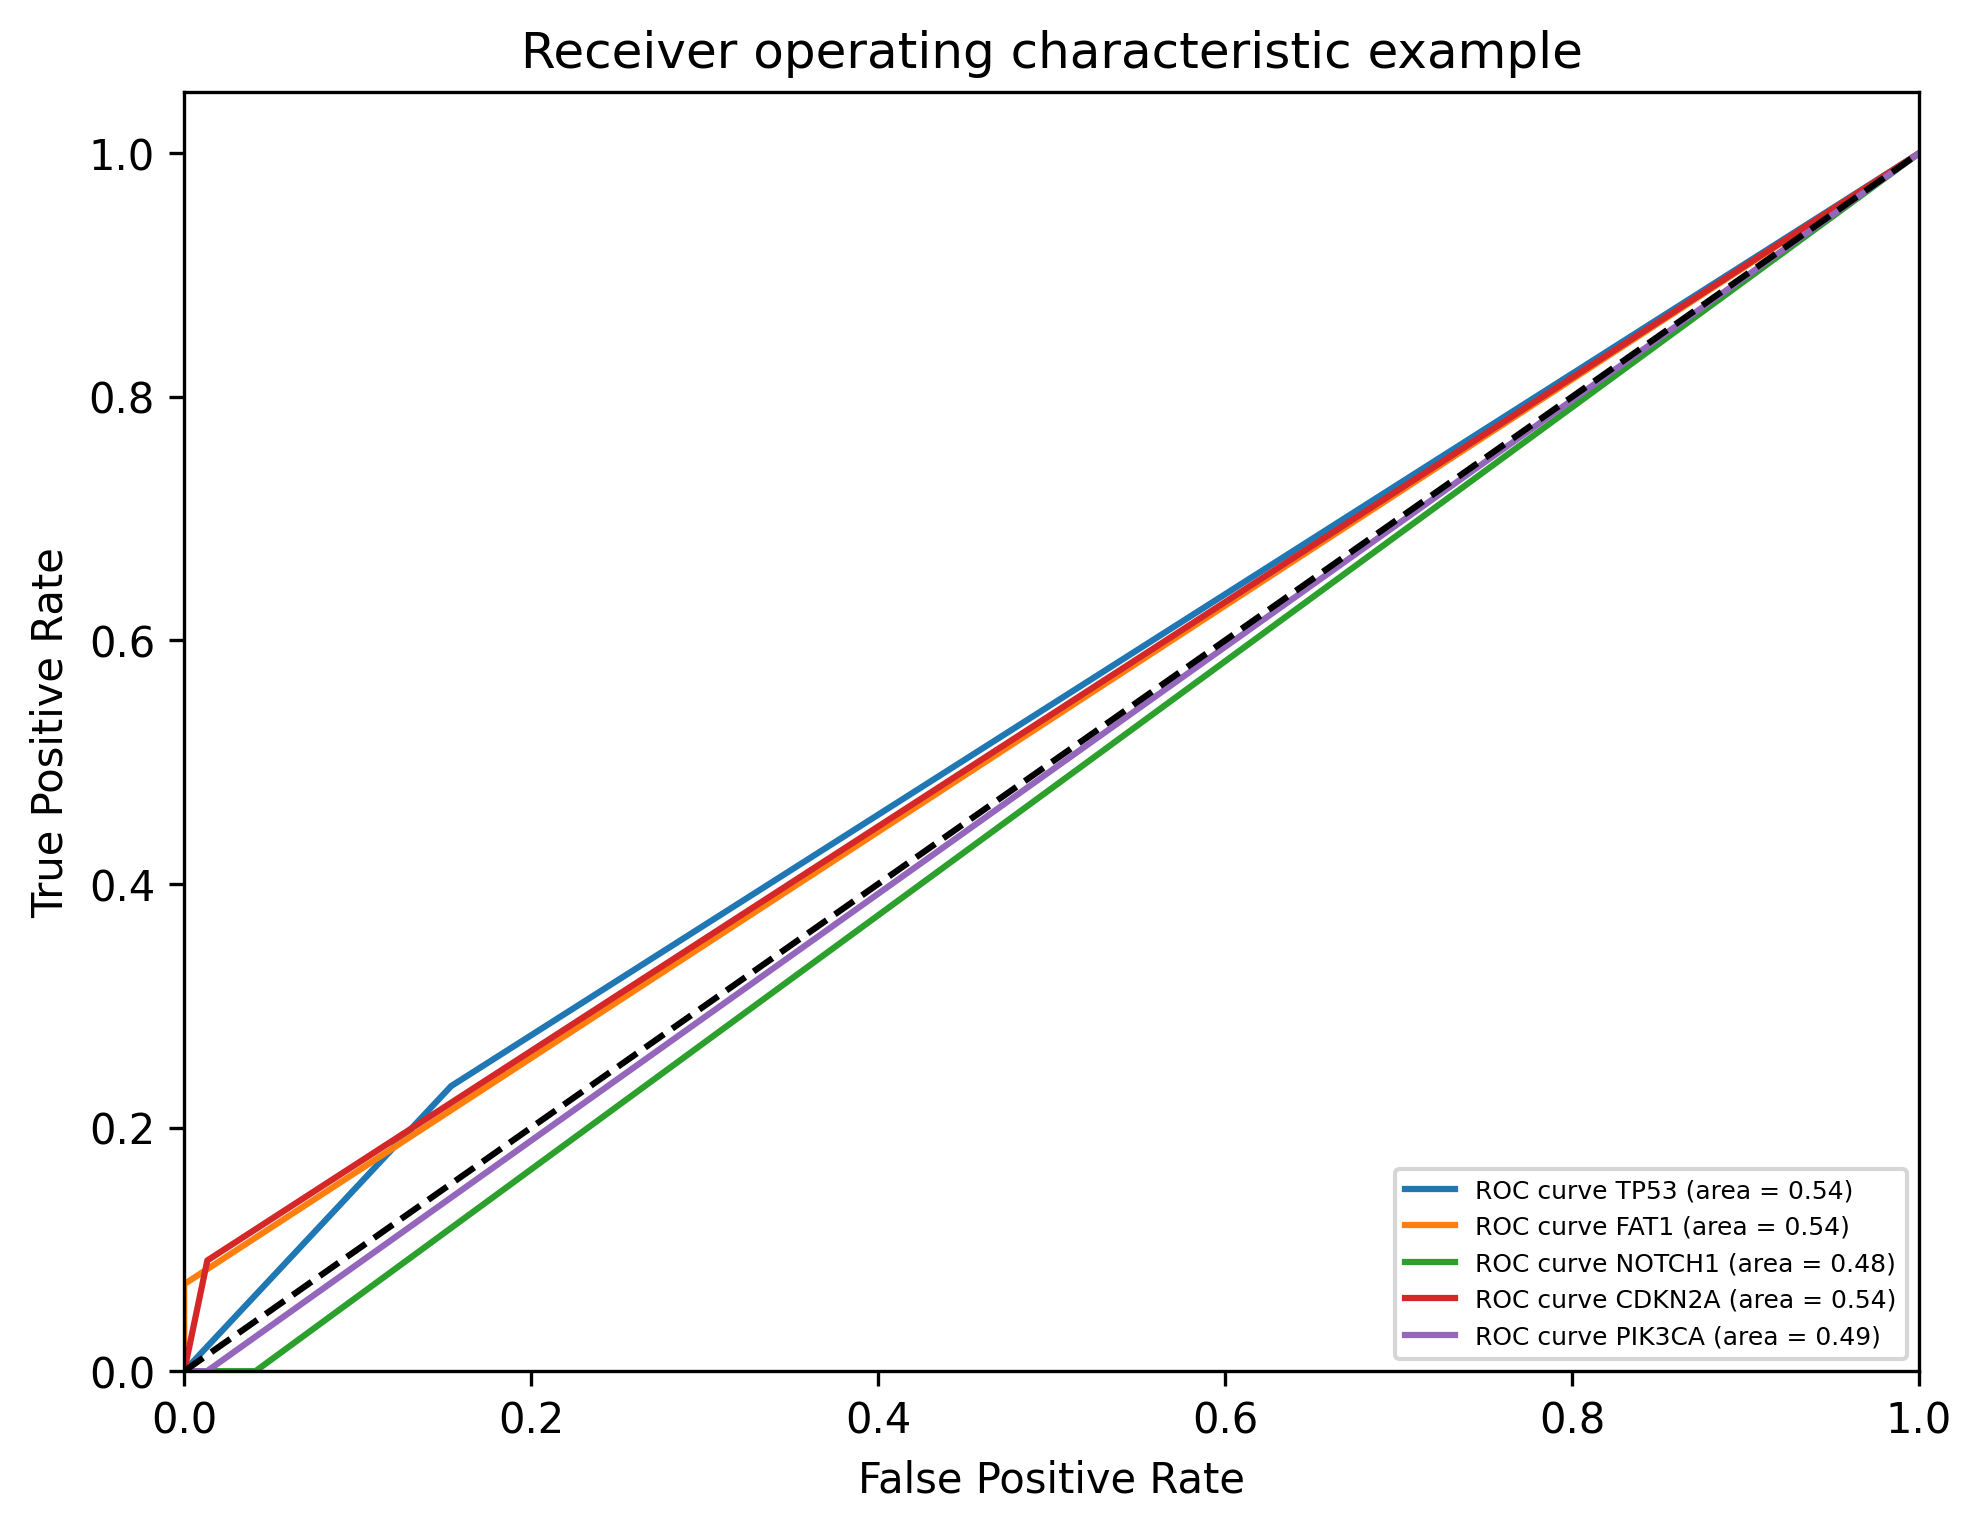 Receiver operating characteristic example
True Positive Rate
1.0
0.8
0.6
0.4
0.2
0.0
ROC curve TP53 (area = 0.54)
ROC curve FAT1 (area = 0.54)
ROC curve NOTCH1 (area = 0.48)
ROC curve CDKN2A (area = 0.54)
ROC curve PIK3CA (area = 0.49)
0.0 0.2 0.4 0.6 0.8 1.0
False Positive Rate